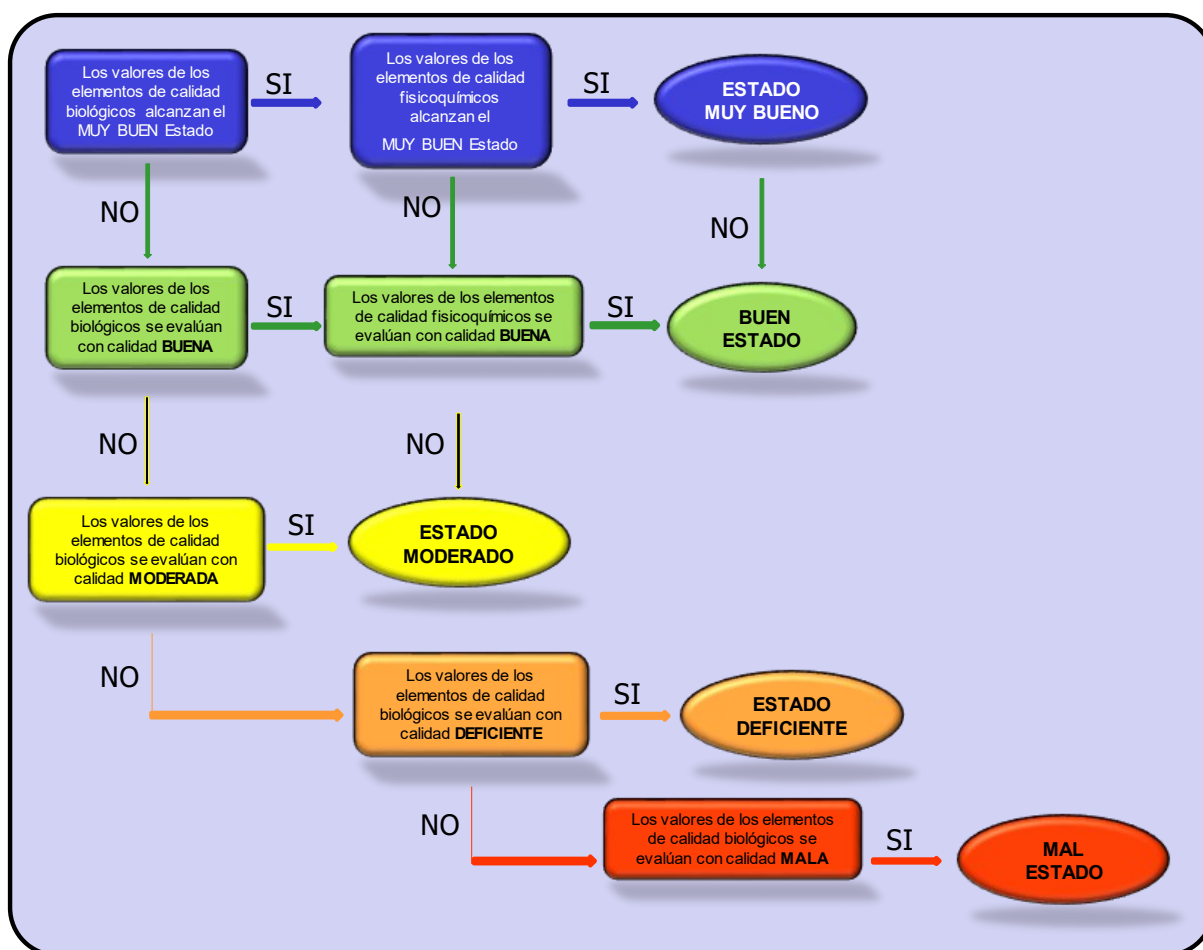 Los valores de los
elementos de calidad
biológicos alcanzan el
MUY BUEN Estado
SI
Los valores de los
elementos de calidad
fisicoquímicos
alcanzan el
MUY BUEN Estado
SI
ESTADO
MUY BUENO
NO
NO
NO
Los valores de los
elementos de calidad
biológicos se evalúan
con calidad BUENA
SI
Los valores de los elementos
de calidad fisicoquímicos se
evalúan con calidad BUENA
SI
BUEN
ESTADO
NO
NO
Los valores de los
elementos de calidad
biológicos se evalúan con
calidad MODERADA
SI
ESTADO
MODERADO
NO
Los valores de los
elementos de calidad
biológicos se evalúan con
calidad DEFICIENTE
SI
ESTADO
DEFICIENTE
NO
Los valores de los elementos
de calidad biológicos se
evalúan con calidad MALA
SI
MAL
ESTADO